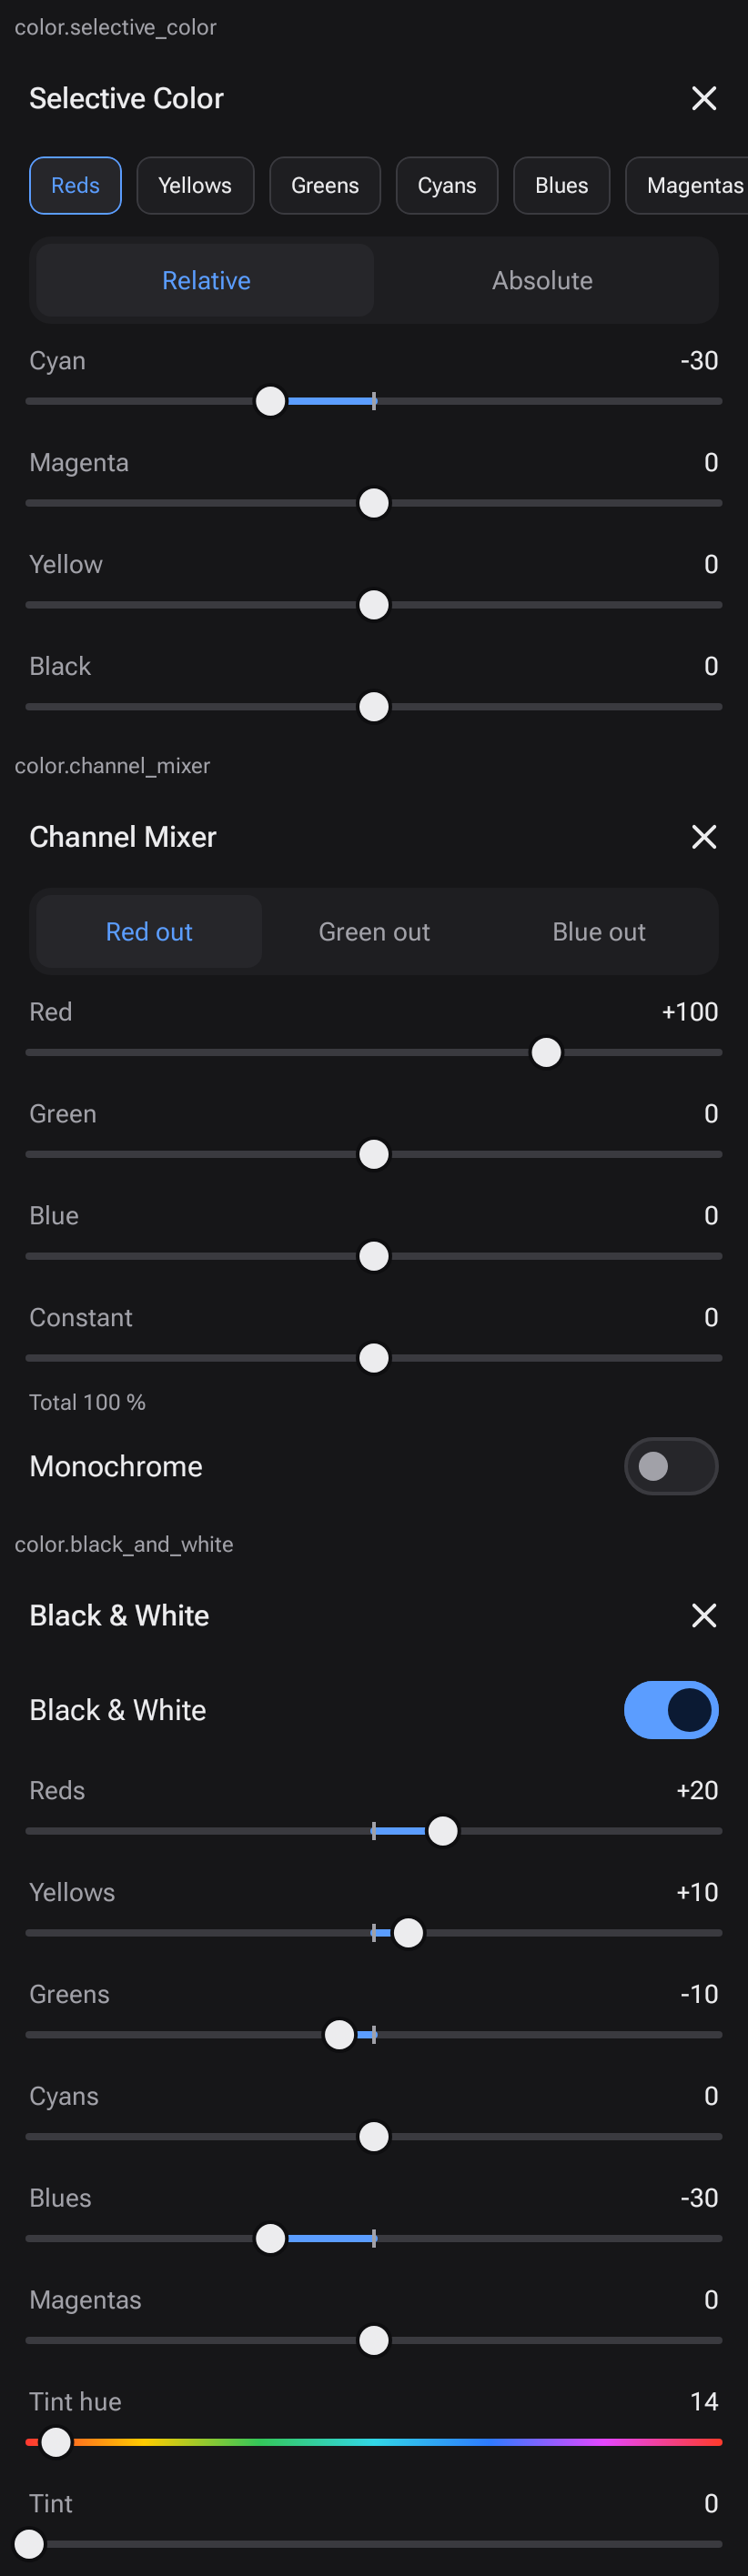 color.selective_color
Selective Color
Reds Yellows Greens Cyans Blues Magentas
Relative Absolute
Cyan -30
Magenta 0
Yellow 0
Black 0
color.channel_mixer
Channel Mixer
Red out Green out Blue out
Red +100
Green 0
Blue 0
Constant 0
Total 100 %
Monochrome
color.black_and_white
Black & White
Black & White
Reds +20
Yellows +10
Greens -10
Cyans 0
Blues -30
Magentas 0
Tint hue 14
Tint 0